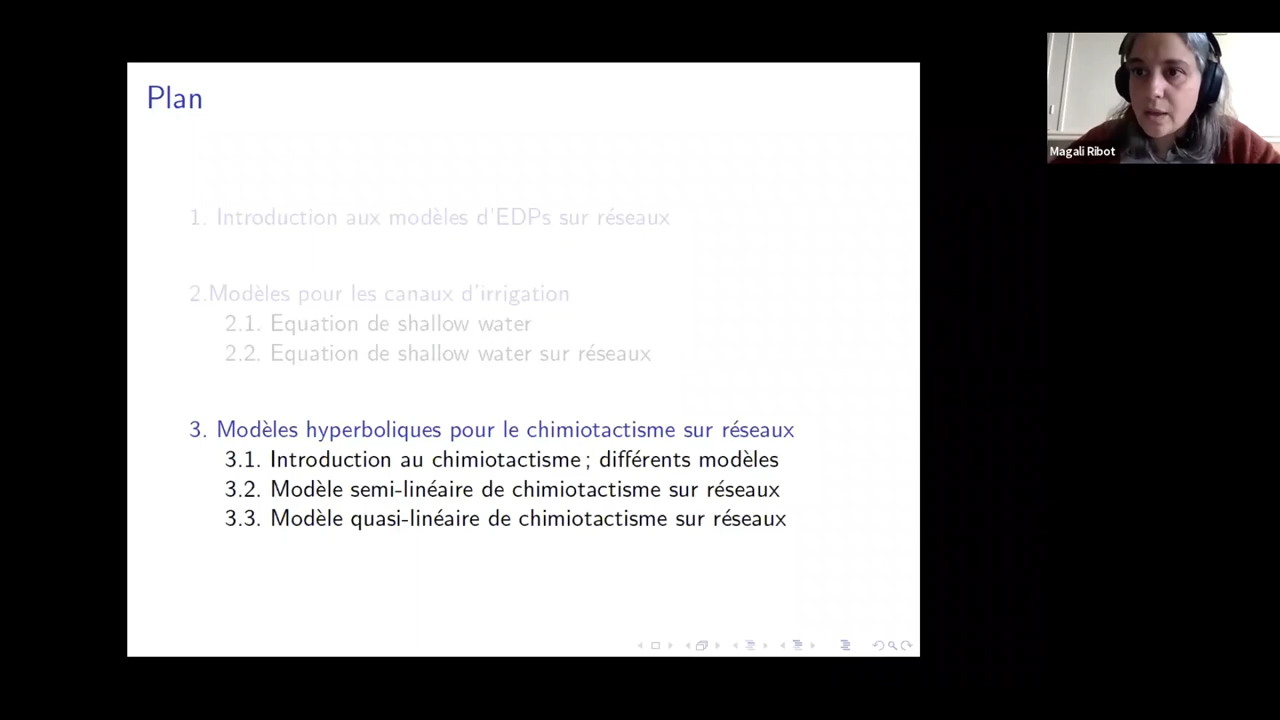 Plan
1. Introduction aux modèles d'EDPs sur réseaux
2.Modèles pour les canaux d'irrigation
2.1. Equation de shallow water
2.2. Equation de shallow water sur réseaux
3. Modèles hyperboliques pour le chimiotactisme sur réseaux
3.1. Introduction au chimiotactisme ; différents modèles
3.2. Modèle semi-linéaire de chimiotactisme sur réseaux
3.3. Modèle quasi-linéaire de chimiotactisme sur réseaux
Magali Ribot